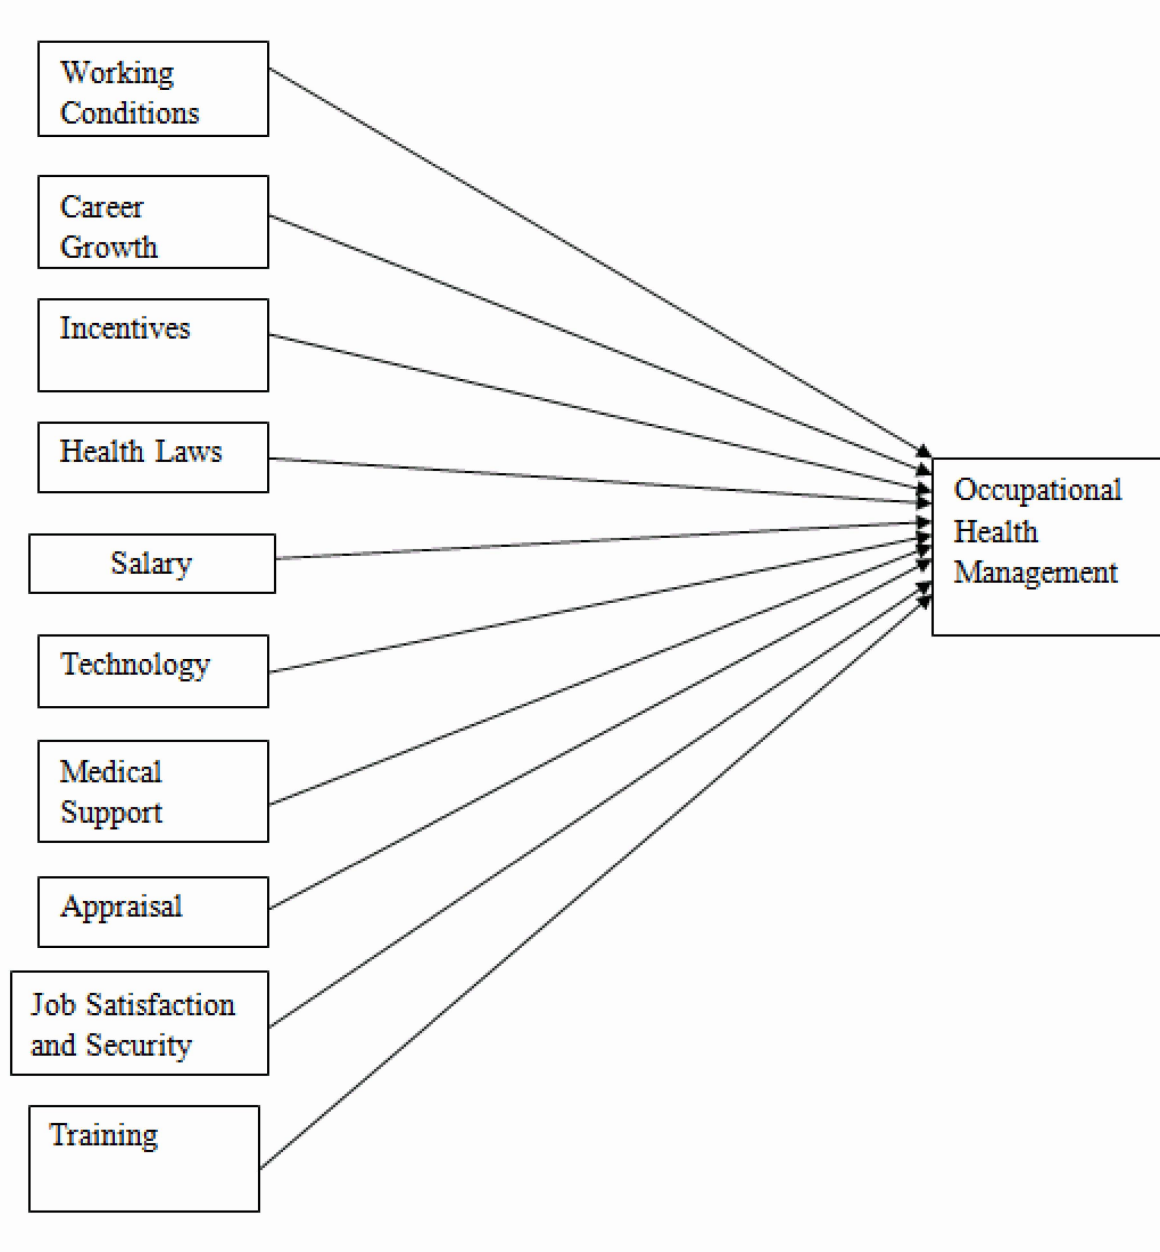 Working
Conditions
Career
Growth
Incentives
Health Laws
Salary
Technology
Medical
Support
Appraisal
Job Satisfaction
and Security
Training
Occupational
Health
Management